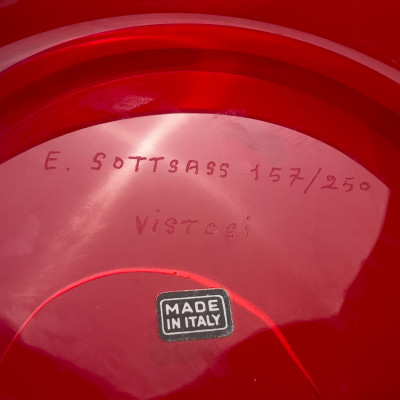 E. SOTTSASS 157/250
ViSTOSi
MADE
IN ITALY